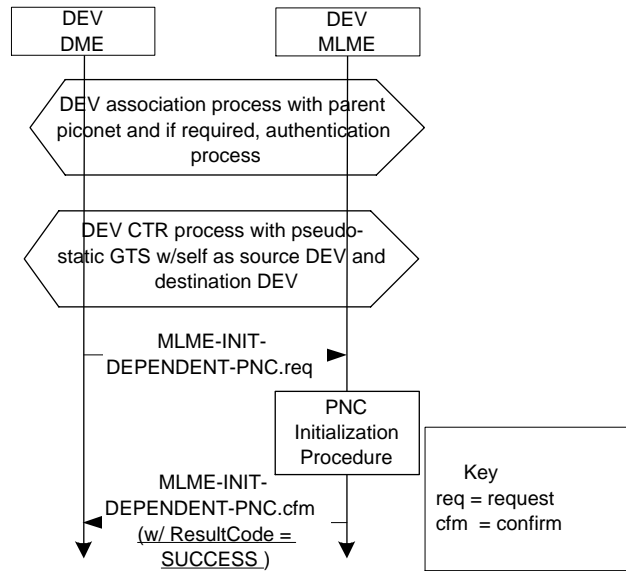 DEV
DME
DEV
MLME
DEV association process with parent
piconet and if required, authentication
process
DEV CTR process with pseudo-
static GTS w/self as source DEV and
destination DEV
MLME-INIT-
DEPENDENT-PNC.req
PNC
Initialization
Procedure
MLME-INIT-
DEPENDENT-PNC.cfm
(w/ ResultCode =
SUCCESS )
Key
req = request
cfm = confirm